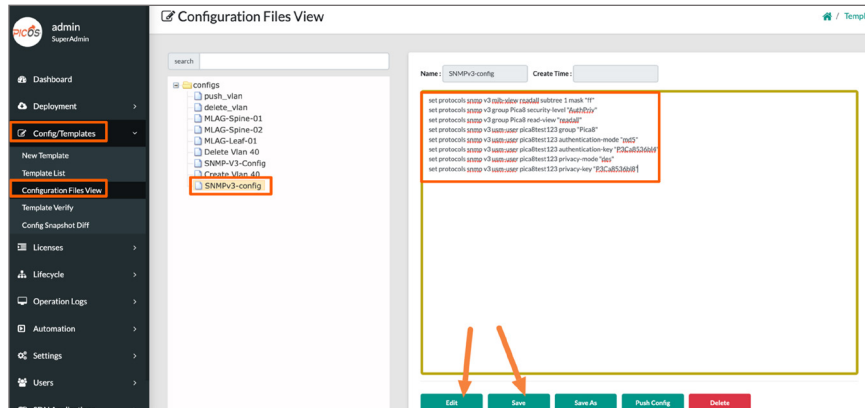 Configuration Files View
Templ
PICOS
admin
SuperAdmin
search
Dashboard
Deployment
Config/Templates
New Template
Template List
Configuration Files View
Template Verify
Config Snapshot Diff
Licenses
Lifecycle
Operation Logs
Automation
Settings
Users
configs
push_vlan
delete_vlan
MLAG-Spine-01
MLAG-Spine-02
MLAG-Leaf-01
Delete Vlan 40
SNMP-V3-Config
Create Vlan 40
SNMPv3-config
Name : SNMPv3-config Create Time :
set protocols snmp v3 mib-view readall subtree 1 mask "ff"
set protocols snmp v3 group Pica8 security-level "AuthPriv"
set protocols snmp v3 group Pica8 read-view "readall"
set protocols snmp v3 usm-user pica8test123 group "Pica8"
set protocols snmp v3 usm-user pica8test123 authentication-mode "md5"
set protocols snmp v3 usm-user pica8test123 authentication-key
set protocols snmp v3 usm-user pica8test123 privacy-mode "des"
set protocols snmp v3 usm-user pica8test123 privacy-key
Edit Save Save As Push Config Delete